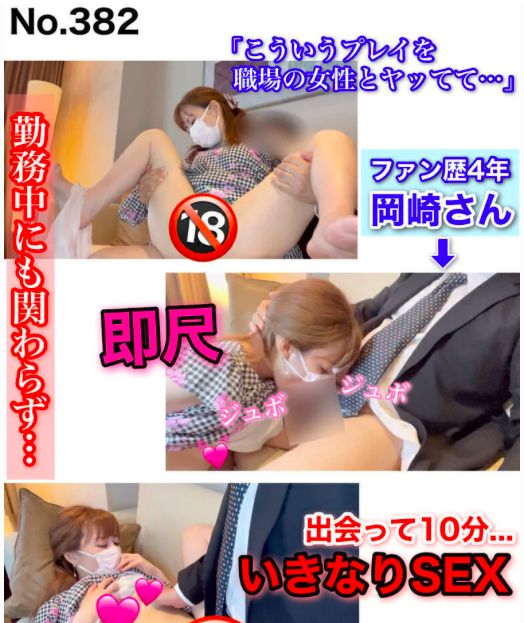 No.382
「こういうプレイを
職場の女性とヤッてて…」
勤務中にも関わらず…
18
ファン歴4年
岡崎さん
即尺
ジュボ
ジュボ
出会って10分...
いきなりSEX